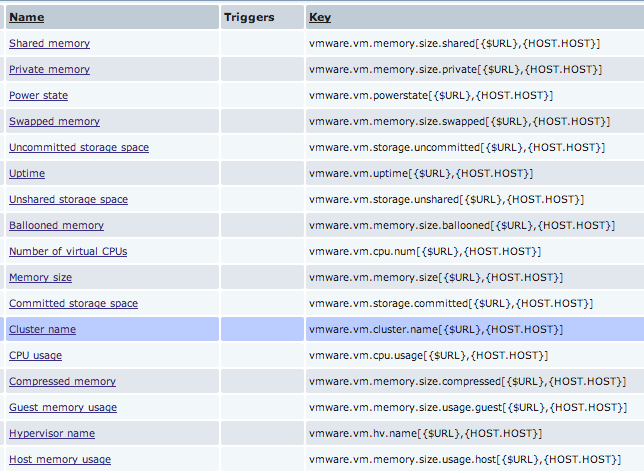 Name Triggers Key
Shared memory vmware.vm.memory.size.shared[{$URL},{HOST.HOST}]
Private memory vmware.vm.memory.size.private[{$URL},{HOST.HOST}]
Power state vmware.vm.powerstate[{$URL},{HOST.HOST}]
Swapped memory vmware.vm.memory.size.swapped[{$URL},{HOST.HOST}]
Uncommitted storage space vmware.vm.storage.uncommitted[{$URL},{HOST.HOST}]
Uptime vmware.vm.uptime[{$URL},{HOST.HOST}]
Unshared storage space vmware.vm.storage.unshared[{$URL},{HOST.HOST}]
Ballooned memory vmware.vm.memory.size.ballooned[{$URL},{HOST.HOST}]
Number of virtual CPUs vmware.vm.cpu.num[{$URL},{HOST.HOST}]
Memory size vmware.vm.memory.size[{$URL},{HOST.HOST}]
Committed storage space vmware.vm.storage.committed[{$URL},{HOST.HOST}]
Cluster name vmware.vm.cluster.name[{$URL},{HOST.HOST}]
CPU usage vmware.vm.cpu.usage[{$URL},{HOST.HOST}]
Compressed memory vmware.vm.memory.size.compressed[{$URL},{HOST.HOST}]
Guest memory usage vmware.vm.memory.size.usage.guest[{$URL},{HOST.HOST}]
Hypervisor name vmware.vm.hv.name[{$URL},{HOST.HOST}]
Host memory usage vmware.vm.memory.size.usage.host[{$URL},{HOST.HOST}]